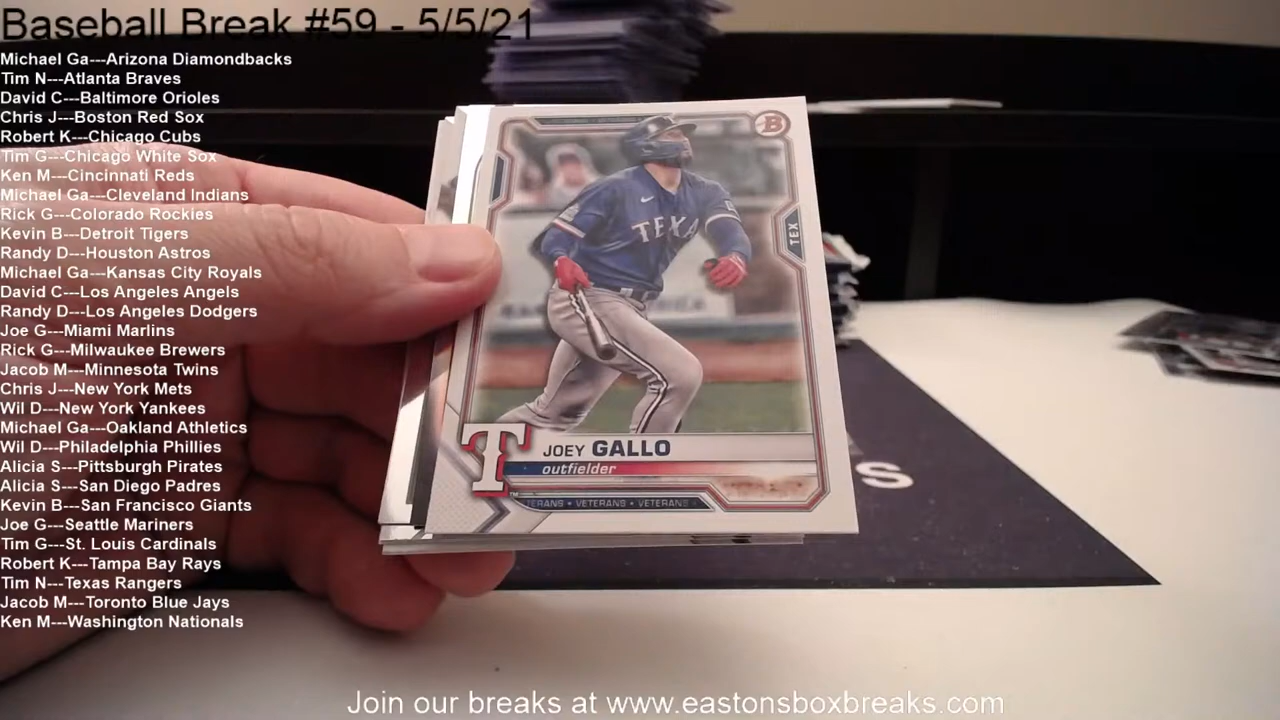 Baseball Break #59 - 5/5/21
Michael Ga---Arizona Diamondbacks
Tim N---Atlanta Braves
David C---Baltimore Orioles
Chris J---Boston Red Sox
Robert K---Chicago Cubs
Tim G---Chicago White Sox
Ken M---Cincinnati Reds
Michael Ga---Cleveland Indians
Rick G---Colorado Rockies
Kevin B---Detroit Tigers
Randy D---Houston Astros
Michael Ga---Kansas City Royals
David C---Los Angeles Angels
Randy D---Los Angeles Dodgers
Joe G---Miami Marlins
Rick G---Milwaukee Brewers
Jacob M---Minnesota Twins
Chris J---New York Mets
Wil D---New York Yankees
Michael Ga---Oakland Athletics
Wil D---Philadelphia Phillies
Alicia S---Pittsburgh Pirates
Alicia S---San Diego Padres
Kevin B---San Francisco Giants
Joe G---Seattle Mariners
Tim G---St. Louis Cardinals
Robert K---Tampa Bay Rays
Tim N---Texas Rangers
Jacob M---Toronto Blue Jays
Ken M---Washington Nationals
B
TEXA
TEX
T
JOEY GALLO
outfielder
ERANS • VETERANS • VETERANS
S
Join our breaks at www.eastonsboxbreaks.com